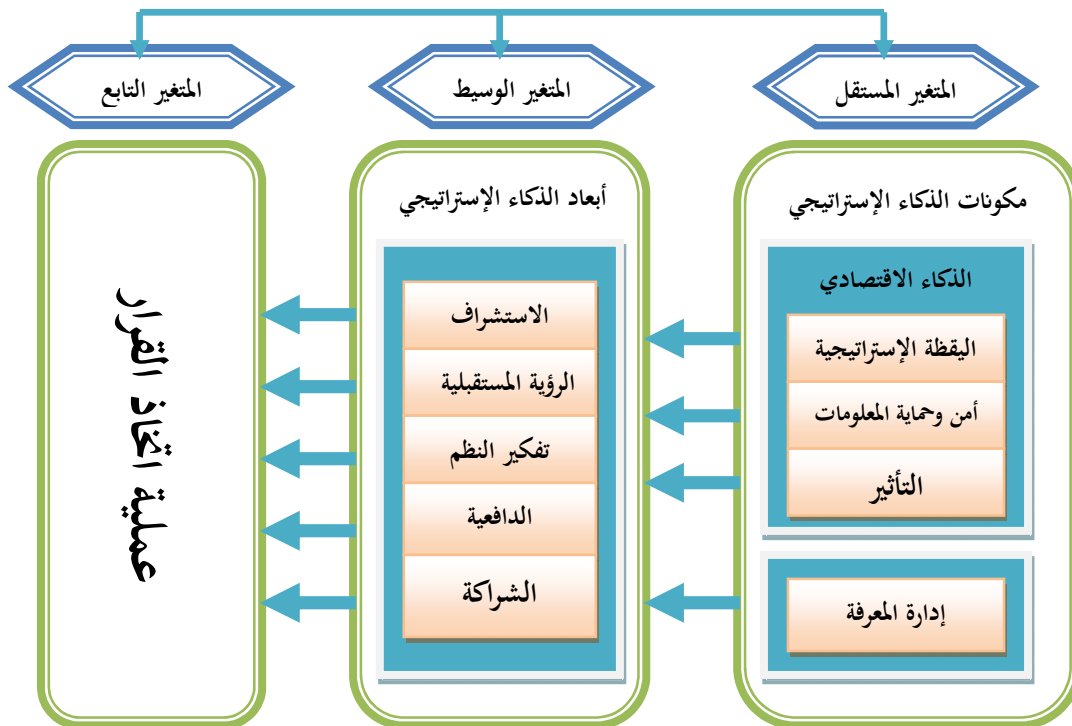 المتغير المستقل
المتغير الوسيط
المتغير التابع
مكونات الذكاء الإستراتيجي
الذكاء الاقتصادي
اليقظة الإستراتيجية
أمن وحماية المعلومات
التأثير
إدارة المعرفة
أبعاد الذكاء الإستراتيجي
الاستشراف
الرؤية المستقبلية
تفكير النظم
الدافعية
الشراكة
عملية اتخاذ القرار